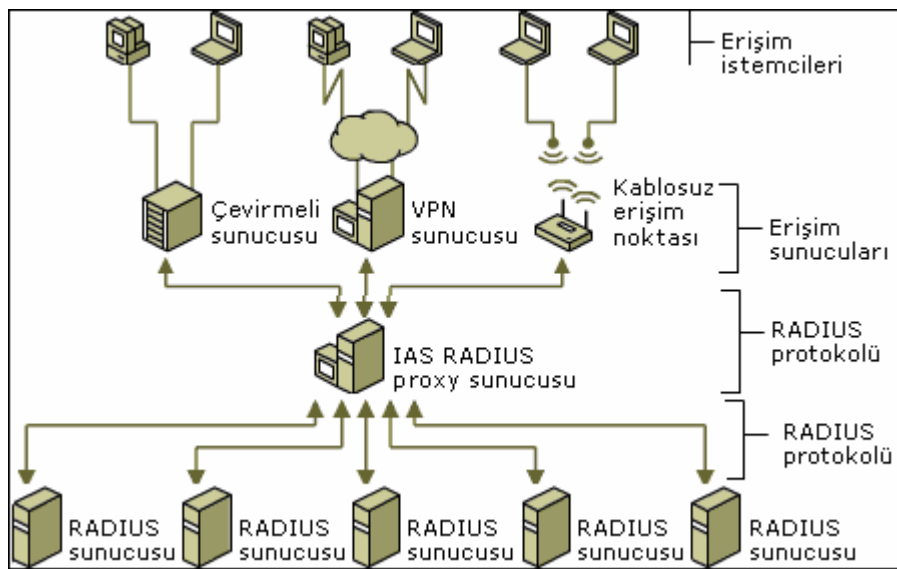 Erişim
istemcileri
Çevirmeli
sunucusu
VPN
sunucusu
Kablosuz
erişim
noktası
Erişim
sunucuları
RADIUS
protokolü
IAS RADIUS
proxy sunucusu
RADIUS
protokolü
RADIUS
sunucusu
RADIUS
sunucusu
RADIUS
sunucusu
RADIUS
sunucusu
RADIUS
sunucusu